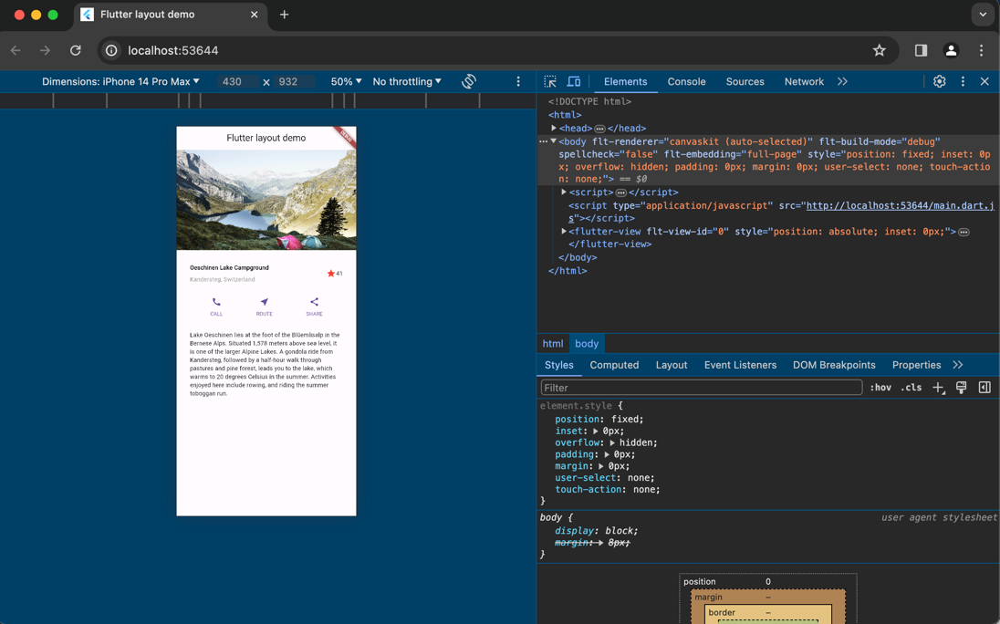 Flutter layout demo
localhost:53644
Dimensions: iPhone 14 Pro Max ▼ 430 × 932 50% ▼ No throttling ▼
Flutter layout demo
DEBUG
Oeschinen Lake Campground
Kandersteg, Switzerland
41
CALL ROUTE SHARE
Lake Oeschinen lies at the foot of the Blüemlisalp in the
Bernese Alps. Situated 1,578 meters above sea level, it
is one of the larger Alpine Lakes. A gondola ride from
Kandersteg, followed by a half-hour walk through
pastures and pine forest, leads you to the lake, which
warms to 20 degrees Celsius in the summer. Activities
enjoyed here include rowing, and riding the summer
toboggan run.
Elements Console Sources Network
<!DOCTYPE html>
<html>
▶<head>…</head>
…▼<body flt-renderer="canvaskit (auto-selected)" flt-build-mode="debug"
spellcheck="false" flt-embedding="full-page" style="position: fixed; inset: 0p
x; overflow: hidden; padding: 0px; margin: 0px; user-select: none; touch-actio
n: none;"> == $0
▶<script>…</script>
<script type="application/javascript" src="http://localhost:53644/main.dart.j
s"></script>
▶<flutter-view flt-view-id="0" style="position: absolute; inset: 0px;">…
</flutter-view>
</body>
</html>
html body
Styles Computed Layout Event Listeners DOM Breakpoints Properties
Filter :hov .cls
element.style {
position: fixed;
inset: ▶ 0px;
overflow: ▶ hidden;
padding: ▶ 0px;
margin: ▶ 0px;
user-select: none;
touch-action: none;
}
body { user agent stylesheet
display: block;
margin: ▶ 8px;
}
position 0
margin –
border –